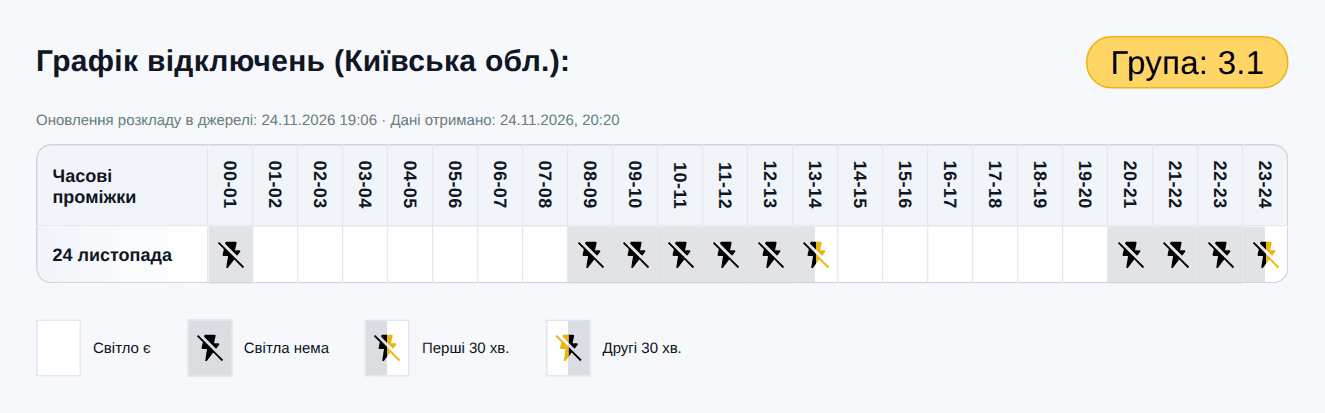 Графік відключень (Київська обл.):
Група: 3.1
Оновлення розкладу в джерелі: 24.11.2026 19:06 · Дані отримано: 24.11.2026, 20:20
Часові
проміжки
00-01
01-02
02-03
03-04
04-05
05-06
06-07
07-08
08-09
09-10
10-11
11-12
12-13
13-14
14-15
15-16
16-17
17-18
18-19
19-20
20-21
21-22
22-23
23-24
24 листопада
Світло є
Світла нема
Перші 30 хв.
Другі 30 хв.